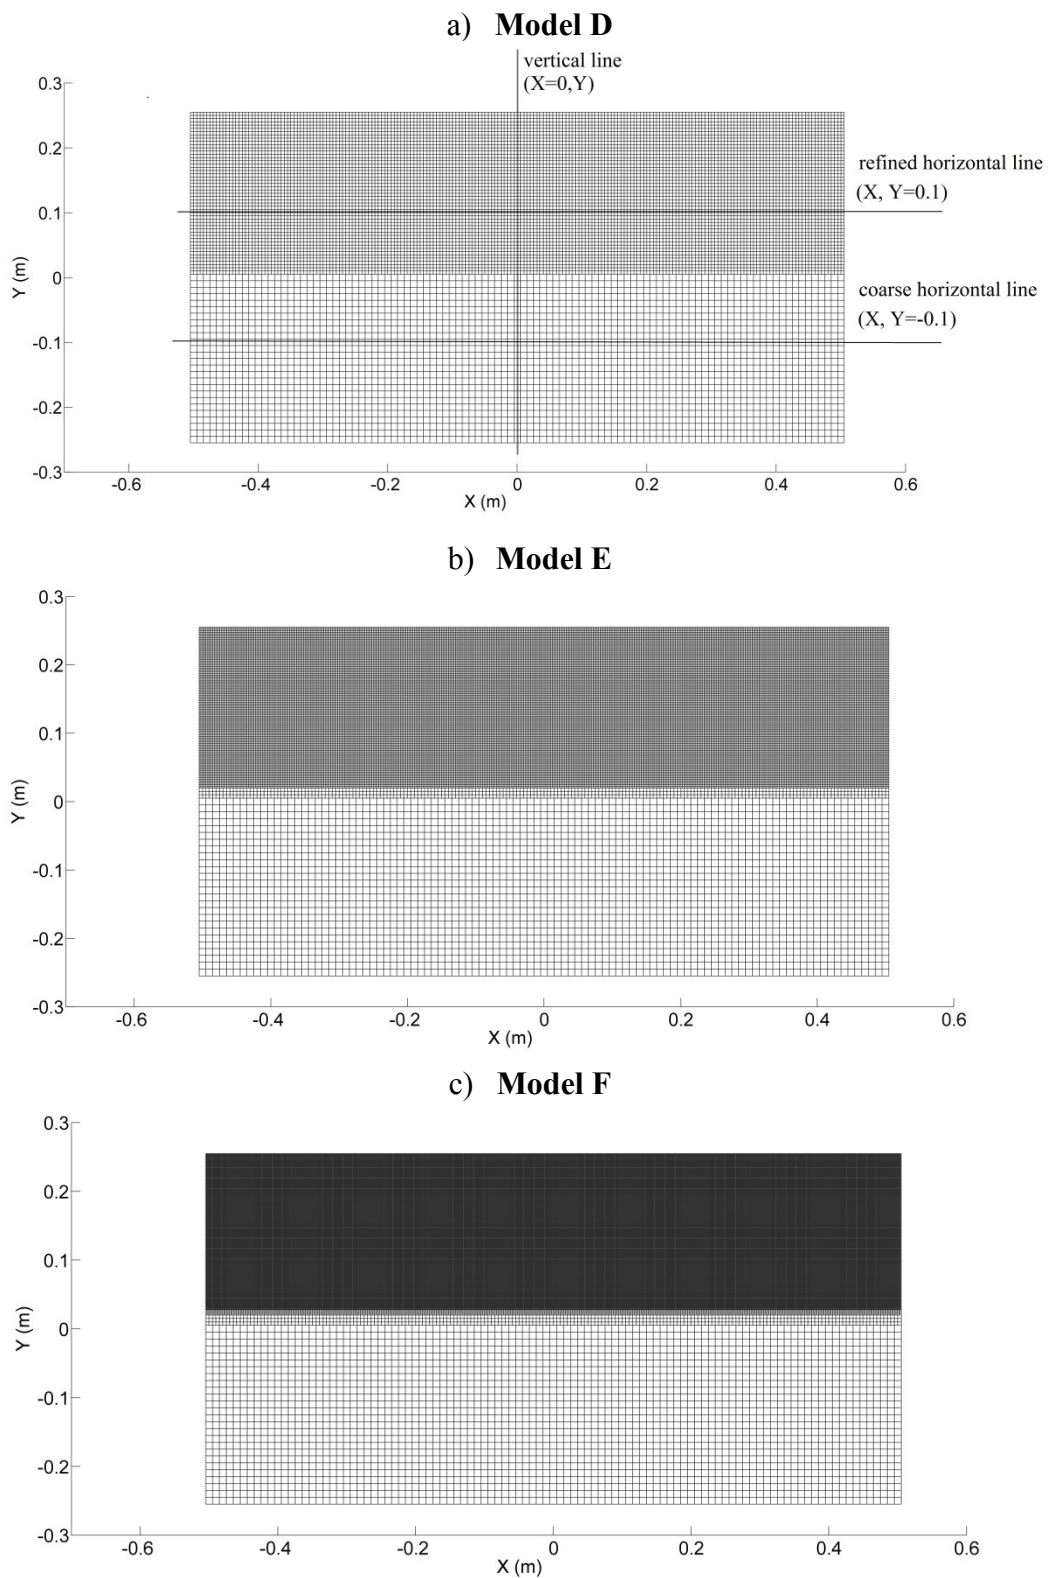 a) Model D
vertical line
(X=0,Y)
0.3
0.2
refined horizontal line
(X, Y=0.1)
0.1
Y (m)
0
coarse horizontal line
(X, Y=-0.1)
-0.1
-0.2
-0.3
-0.6 -0.4 -0.2 0 0.2 0.4 0.6
X (m)
b) Model E
0.3
0.2
0.1
Y (m)
0
-0.1
-0.2
-0.3
-0.6 -0.4 -0.2 0 0.2 0.4 0.6
X (m)
c) Model F
0.3
0.2
0.1
Y (m)
0
-0.1
-0.2
-0.3
-0.6 -0.4 -0.2 0 0.2 0.4 0.6
X (m)